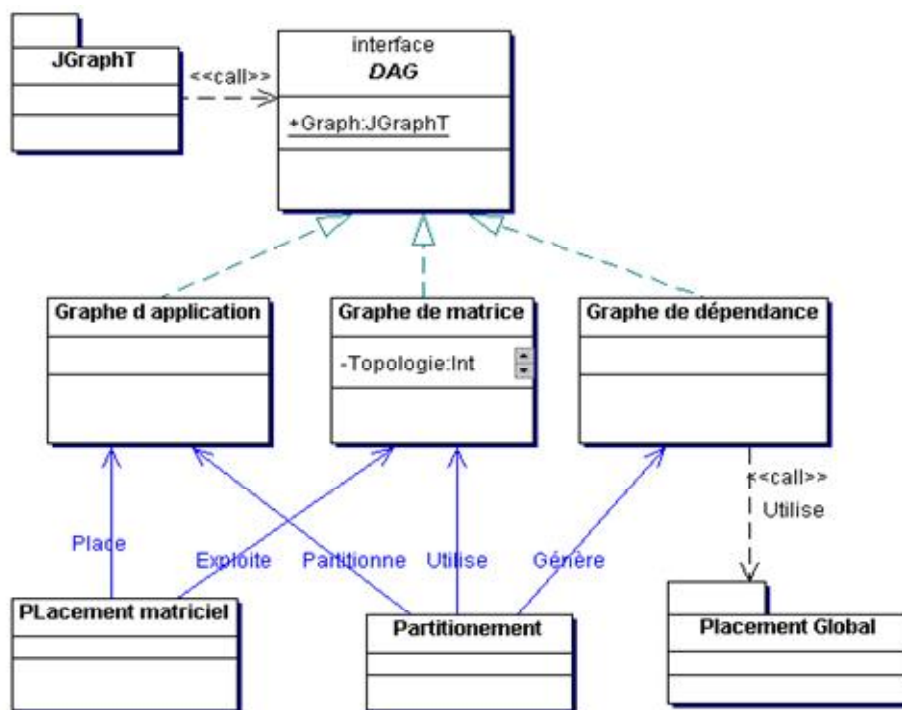 JGraphT
<<call>>
interface
DAG
+Graph:JGraphT
Graphe d application
Graphe de matrice
-Topologie:Int
Graphe de dépendance
<<call>>
Utilise
Place
Exploite
Partitionne
Utilise
Génère
PLacement matriciel
Partitionement
Placement Global